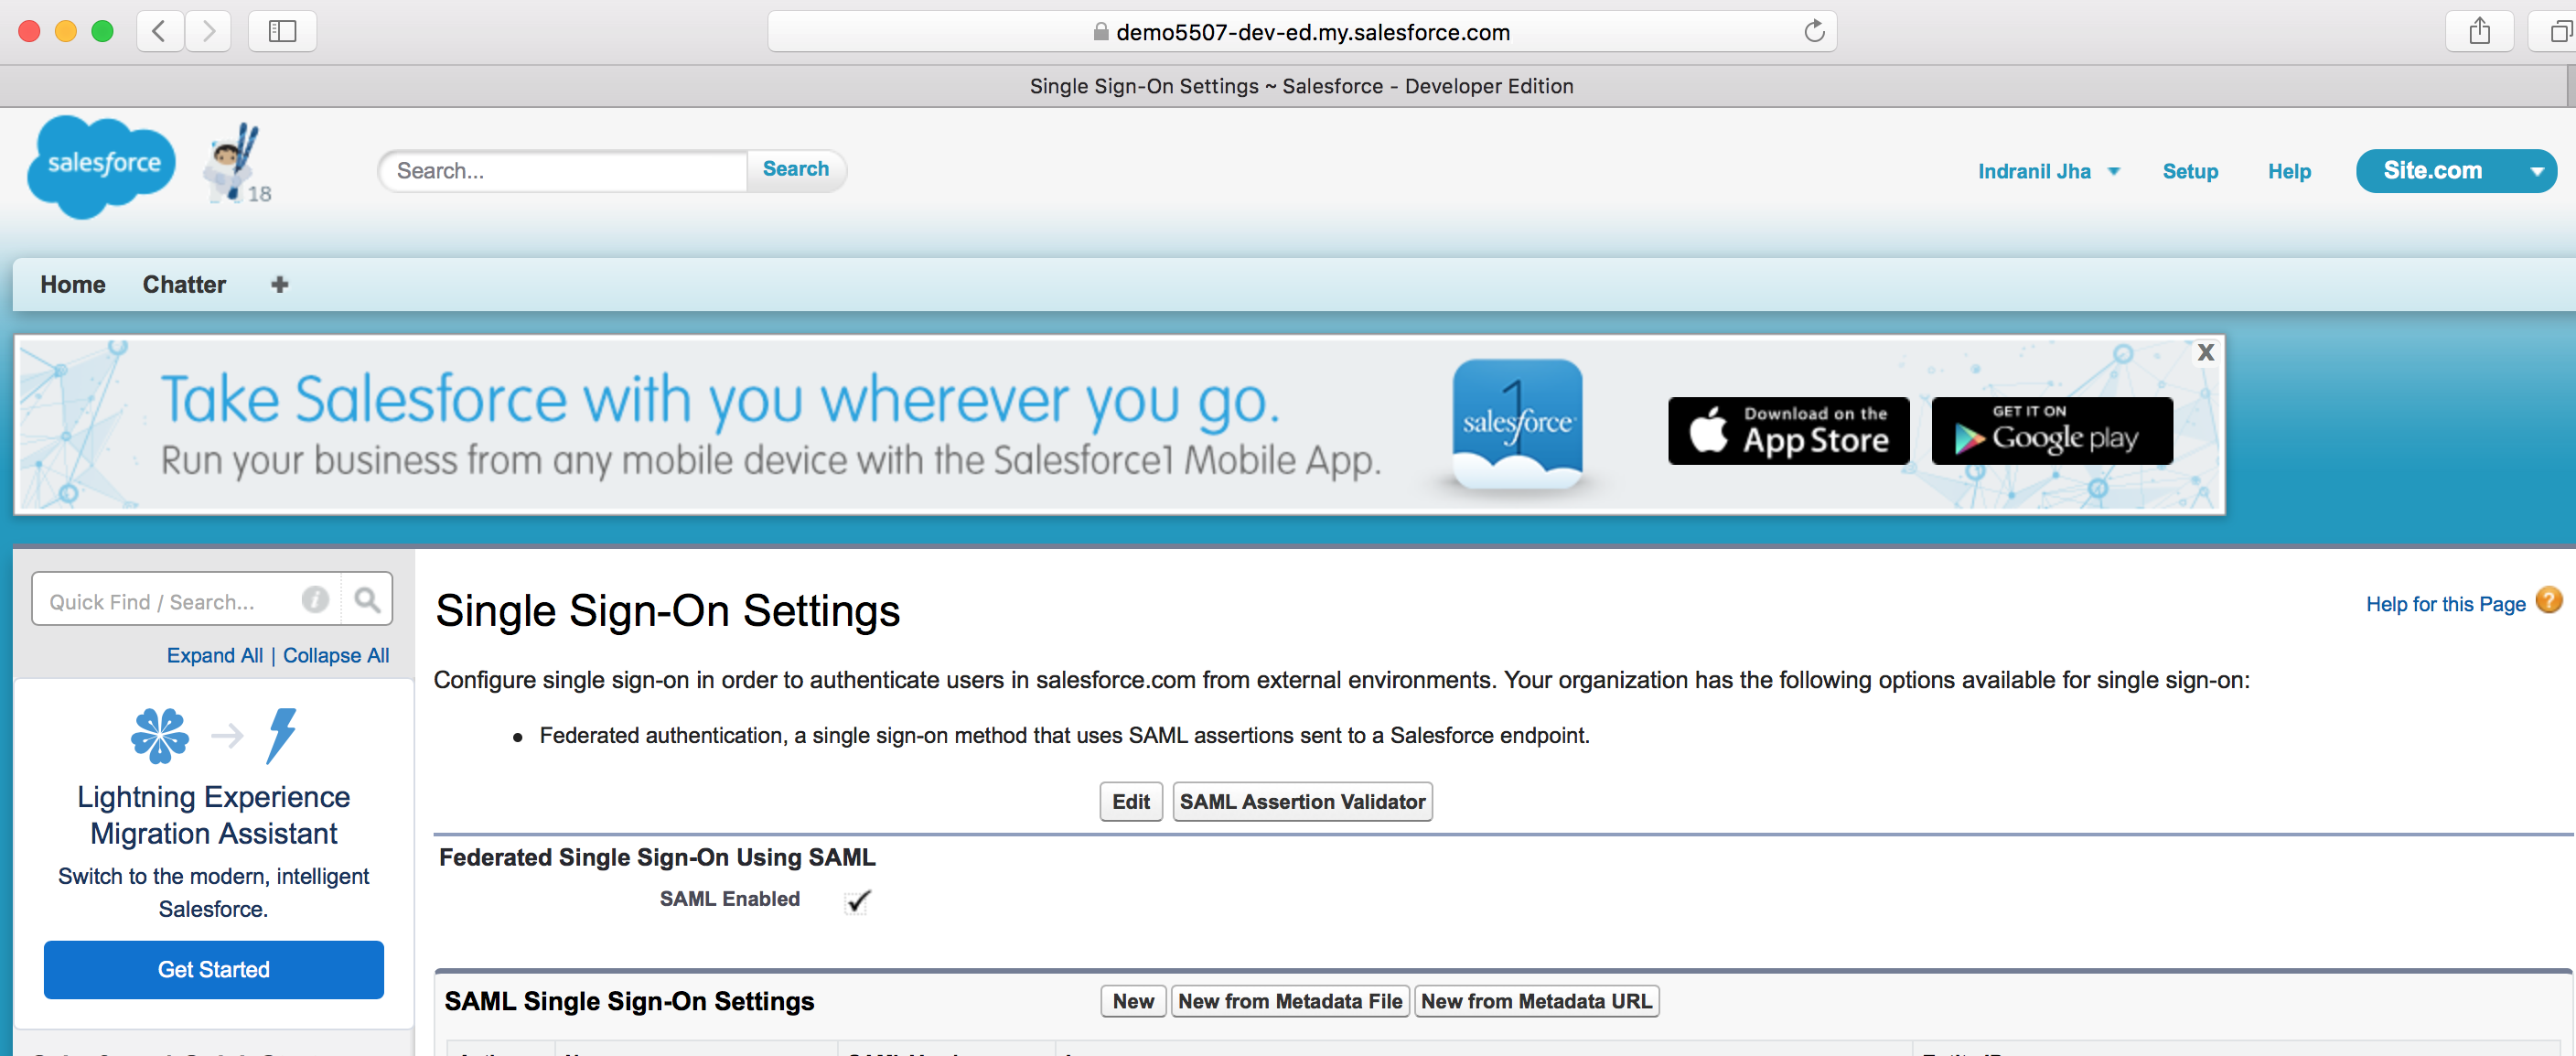 demo5507-dev-ed.my.salesforce.com
Single Sign-On Settings ~ Salesforce - Developer Edition
salesforce
18
Search...
Search
Indranil Jha
Setup
Help
Site.com
Home
Chatter
Take Salesforce with you wherever you go.
Run your business from any mobile device with the Salesforce1 Mobile App.
1
salesforce
Download on the
App Store
GET IT ON
Google play
X
Quick Find / Search...
Expand All | Collapse All
Lightning Experience
Migration Assistant
Switch to the modern, intelligent
Salesforce.
Get Started
Single Sign-On Settings
Help for this Page ?
Configure single sign-on in order to authenticate users in salesforce.com from external environments. Your organization has the following options available for single sign-on:
• Federated authentication, a single sign-on method that uses SAML assertions sent to a Salesforce endpoint.
Edit
SAML Assertion Validator
Federated Single Sign-On Using SAML
SAML Enabled
SAML Single Sign-On Settings
New
New from Metadata File
New from Metadata URL